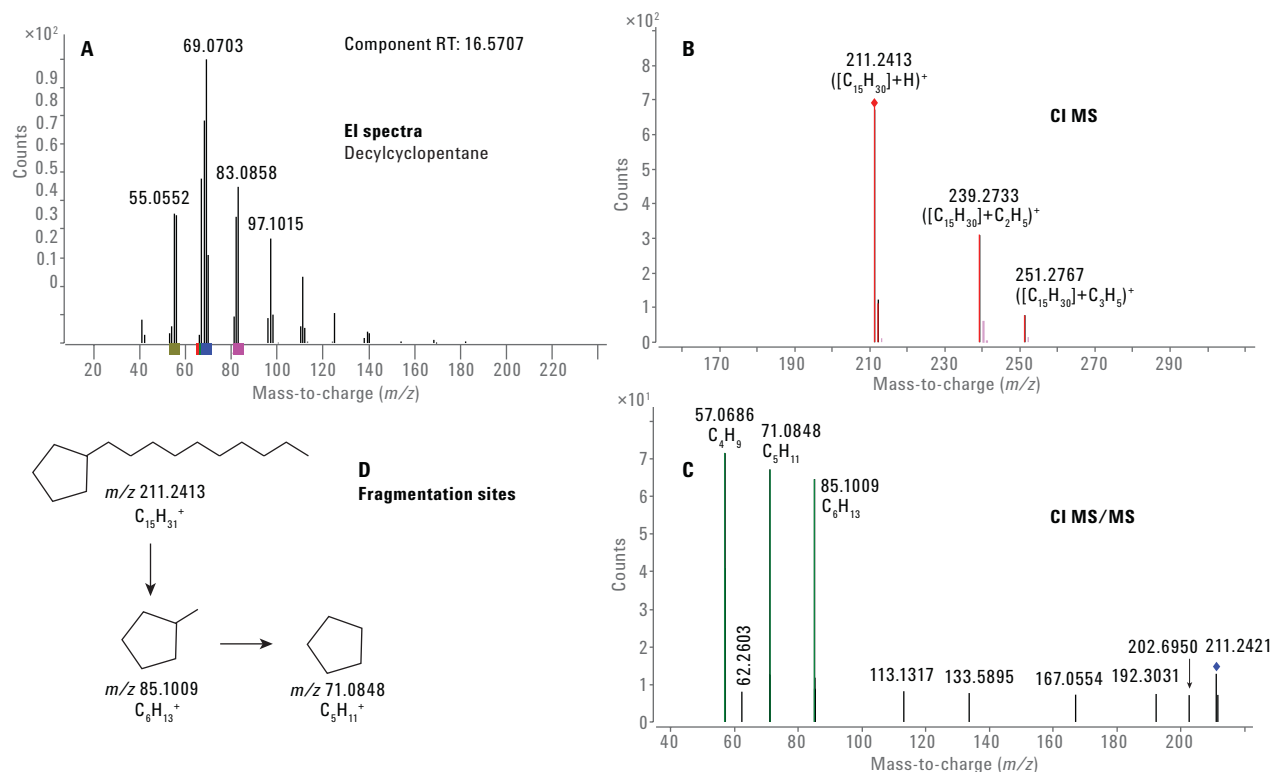 ×10²
A
69.0703
Component RT: 16.5707
0.9
0.8
0.7
0.6
0.5
0.4
0.3
0.2
0.1
0
Counts
EI spectra
Decylcyclopentane
83.0858
55.0552
97.1015
20 40 60 80 100 120 140 160 180 200 220
Mass-to-charge (m/z)
×10²
B
211.2413
([C₁₅H₃₀]+H)⁺
CI MS
8
7
6
5
4
3
2
1
0
Counts
239.2733
([C₁₅H₃₀]+C₂H₅)⁺
251.2767
([C₁₅H₃₀]+C₃H₅)⁺
170 190 210 230 250 270 290
Mass-to-charge (m/z)
D
Fragmentation sites
m/z 211.2413
C₁₅H₃₁⁺
m/z 85.1009
C₆H₁₃⁺
m/z 71.0848
C₅H₁₁⁺
×10¹
57.0686
C₄H₉
71.0848
C₅H₁₁
C
85.1009
C₆H₁₃
CI MS/MS
7
6
5
4
3
2
1
0
Counts
62.2603
113.1317
133.5895
167.0554
192.3031
202.6950
211.2421
40 60 80 100 120 140 160 180 200
Mass-to-charge (m/z)